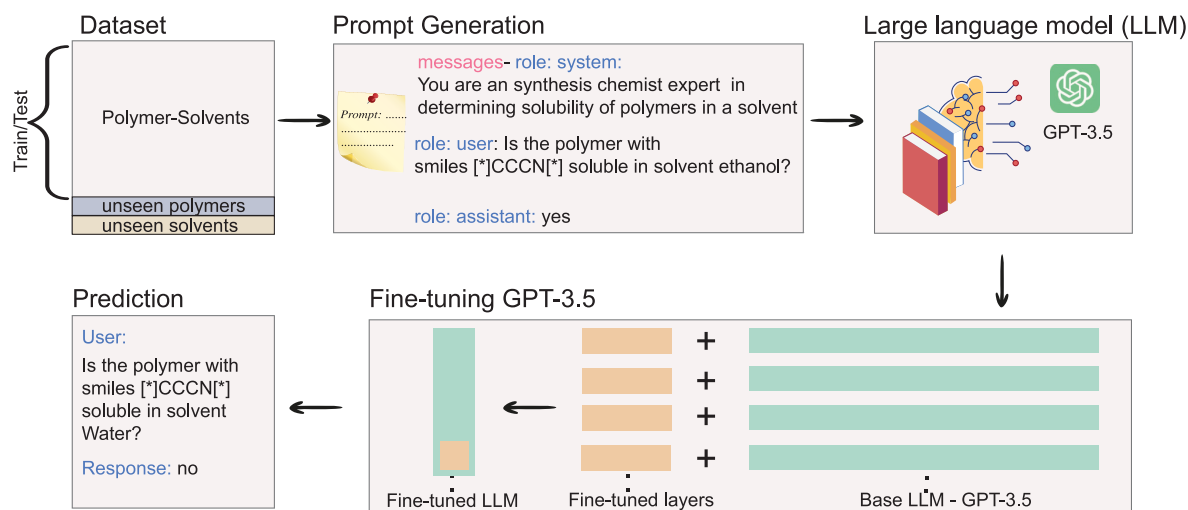 Dataset
Train/Test
Polymer-Solvents
unseen polymers
unseen solvents
Prompt Generation
Prompt: ......
..................
...............
messages- role: system:
You are an synthesis chemist expert in
determining solubility of polymers in a solvent
role: user: Is the polymer with
smiles [*]CCCN[*] soluble in solvent ethanol?
role: assistant: yes
Large language model (LLM)
GPT-3.5
Prediction
User:
Is the polymer with
smiles [*]CCCN[*]
soluble in solvent
Water?
Response: no
Fine-tuning GPT-3.5
+
+
+
+
Fine-tuned LLM
Fine-tuned layers
Base LLM - GPT-3.5